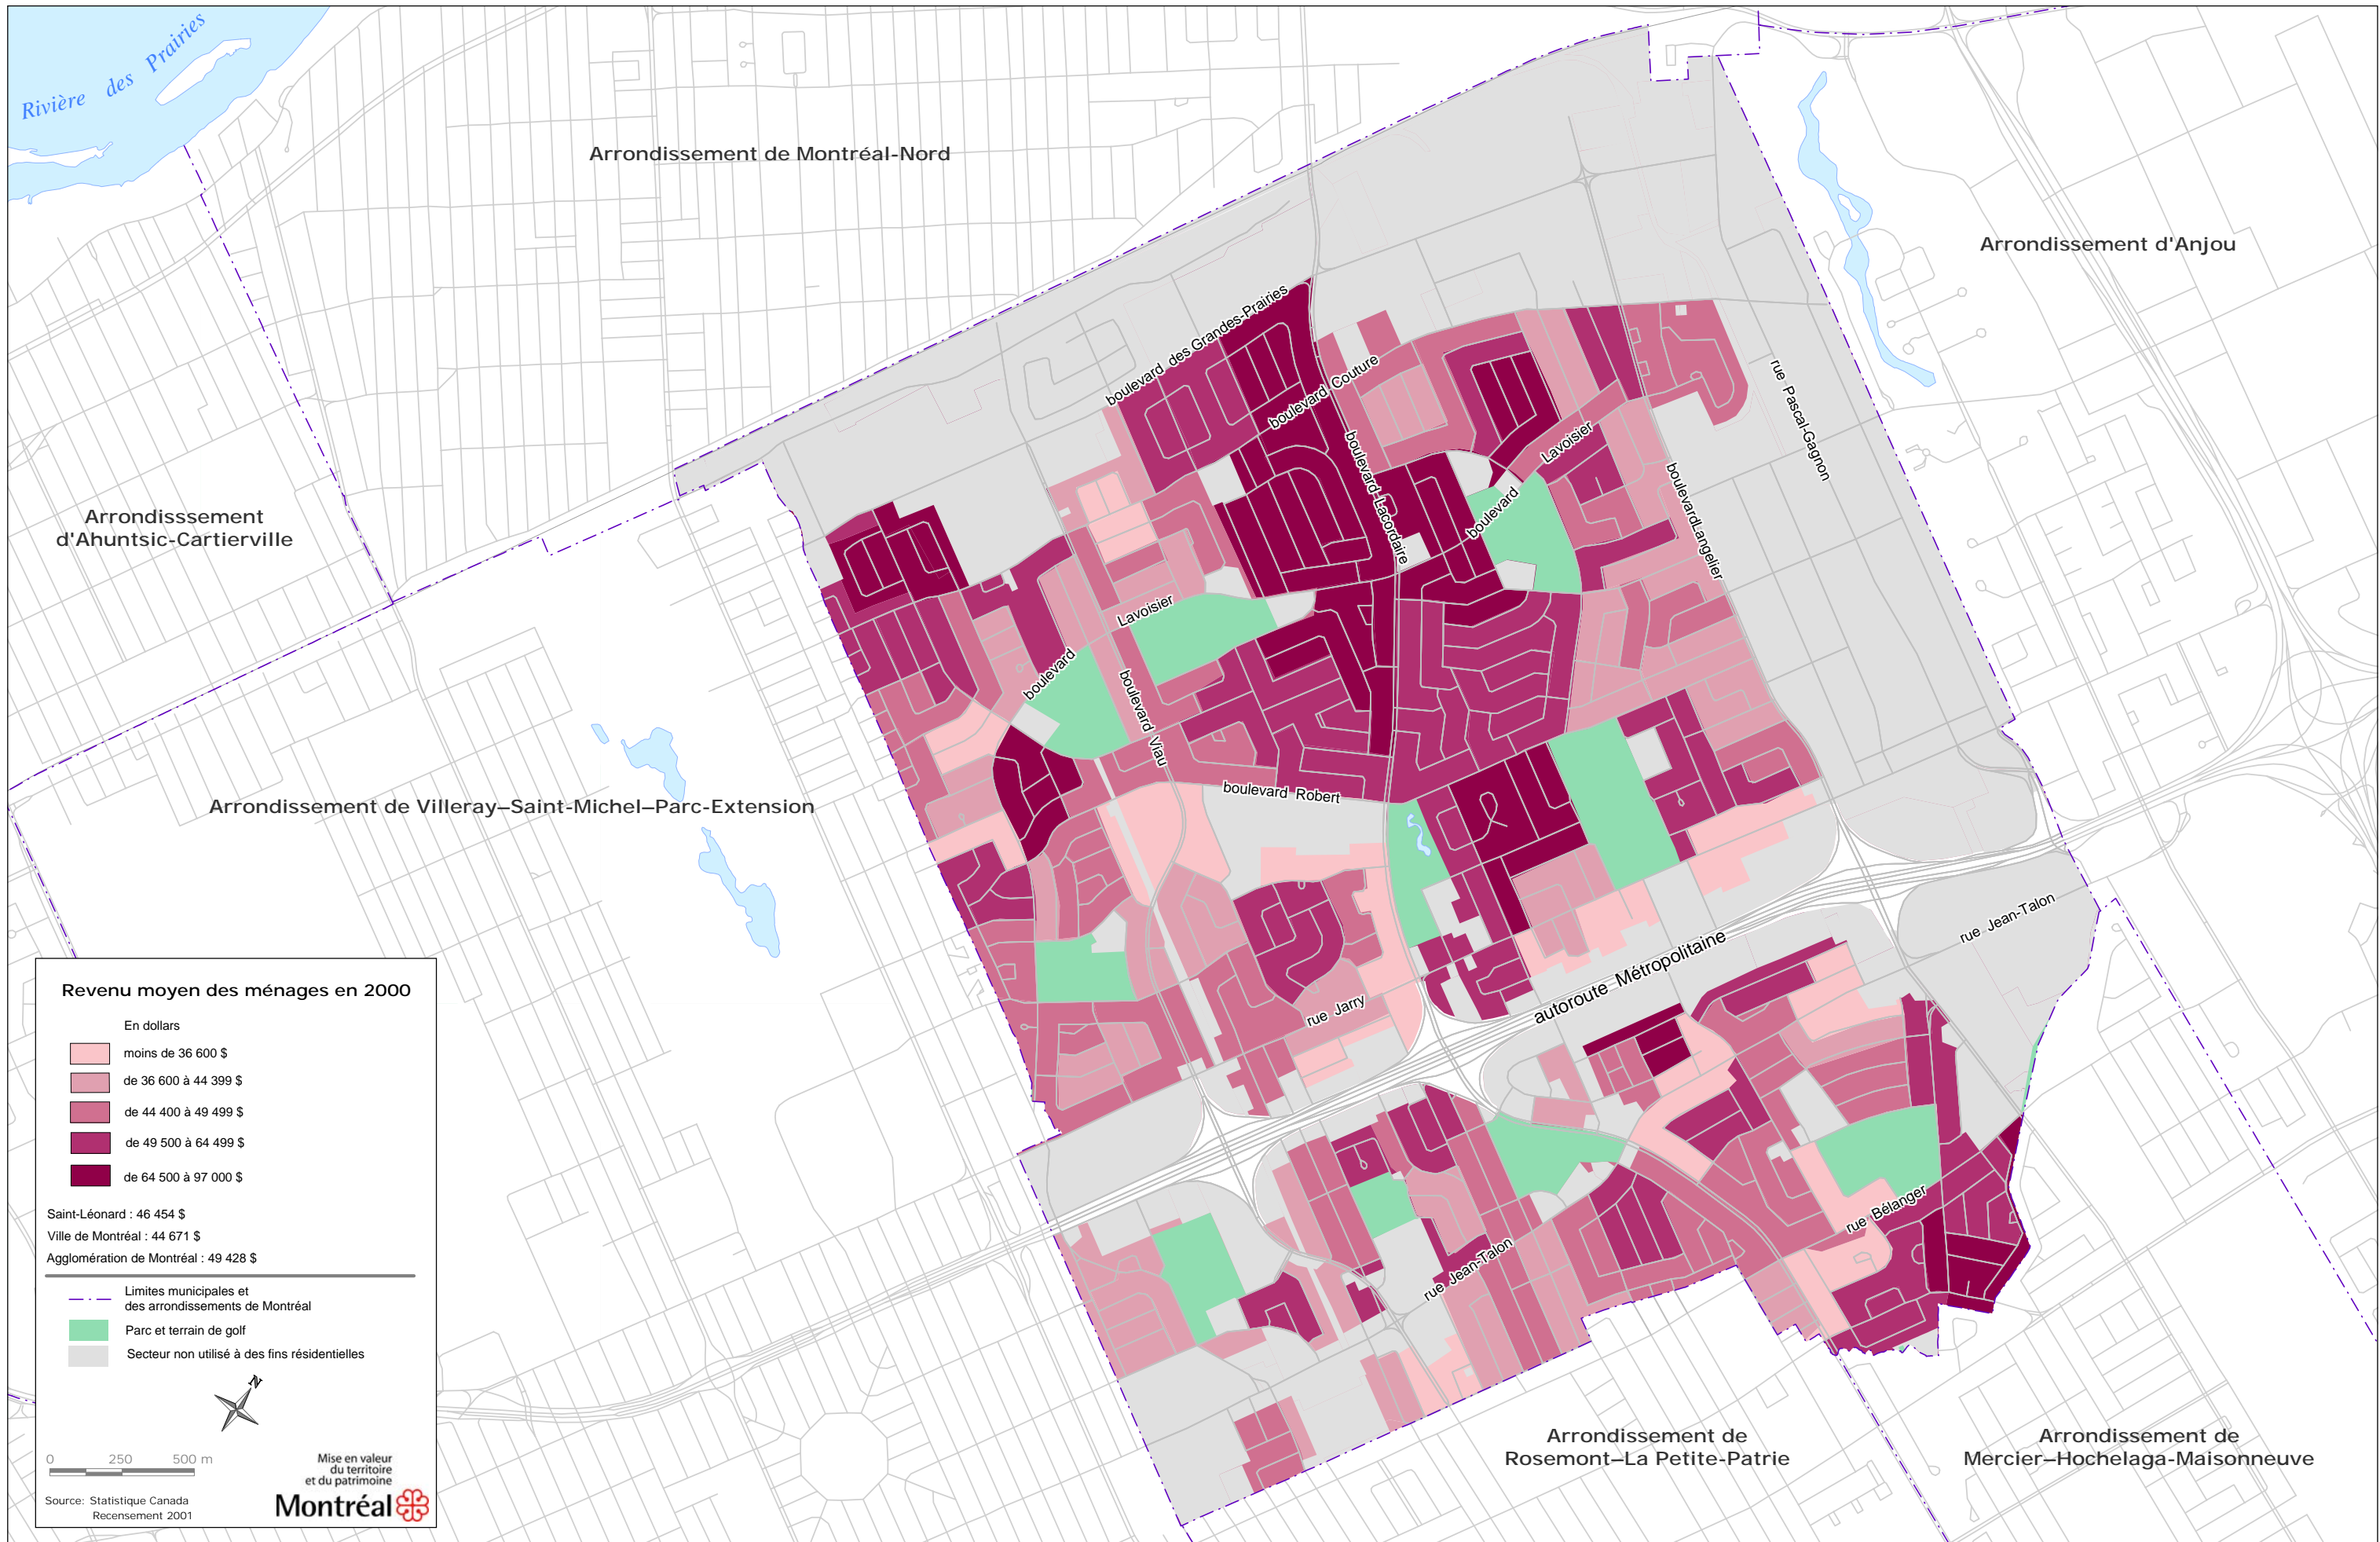 Rivière des Prairies
Arrondissement de Montréal-Nord
Arrondissement d'Anjou
Arrondisssement
d'Ahuntsic-Cartierville
boulevard des Grandes-Prairies
boulevard Couture
boulevard Lacordaire
boulevard Lavoisier
boulevard Langelier
rue Pascal-Gagnon
boulevard Lavoisier
boulevard Viau
boulevard Robert
Arrondissement de Villeray–Saint-Michel–Parc-Extension
rue Jarry
autoroute Métropolitaine
rue Jean-Talon
rue Bélanger
rue Jean-Talon
Arrondissement de
Rosemont–La Petite-Patrie
Arrondissement de
Mercier–Hochelaga-Maisonneuve
Revenu moyen des ménages en 2000
En dollars
moins de 36 600 $
de 36 600 à 44 399 $
de 44 400 à 49 499 $
de 49 500 à 64 499 $
de 64 500 à 97 000 $
Saint-Léonard : 46 454 $
Ville de Montréal : 44 671 $
Agglomération de Montréal : 49 428 $
Limites municipales et
des arrondissements de Montréal
Parc et terrain de golf
Secteur non utilisé à des fins résidentielles
N
0 250 500 m
Mise en valeur
du territoire
et du patrimoine
Montréal
Source: Statistique Canada
Recensement 2001